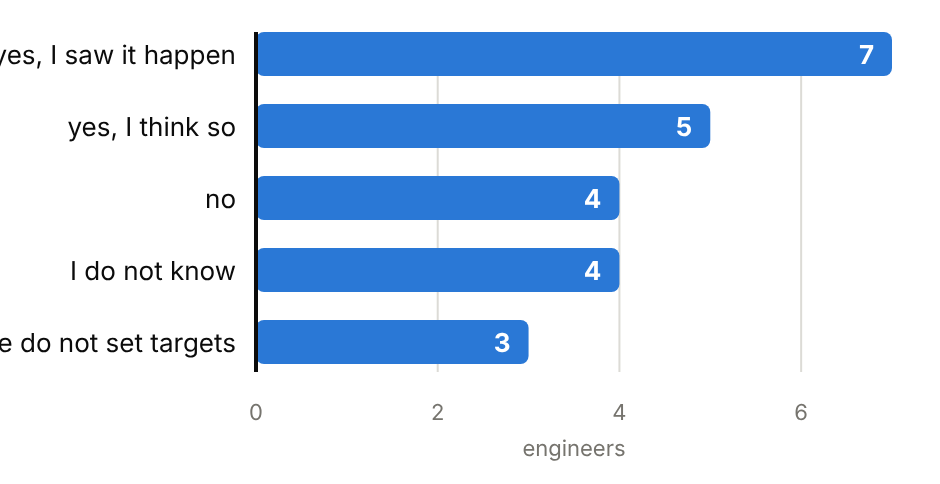 yes, I saw it happen
7
yes, I think so
5
no
4
I do not know
4
do not set targets
3
0 2 4 6
engineers